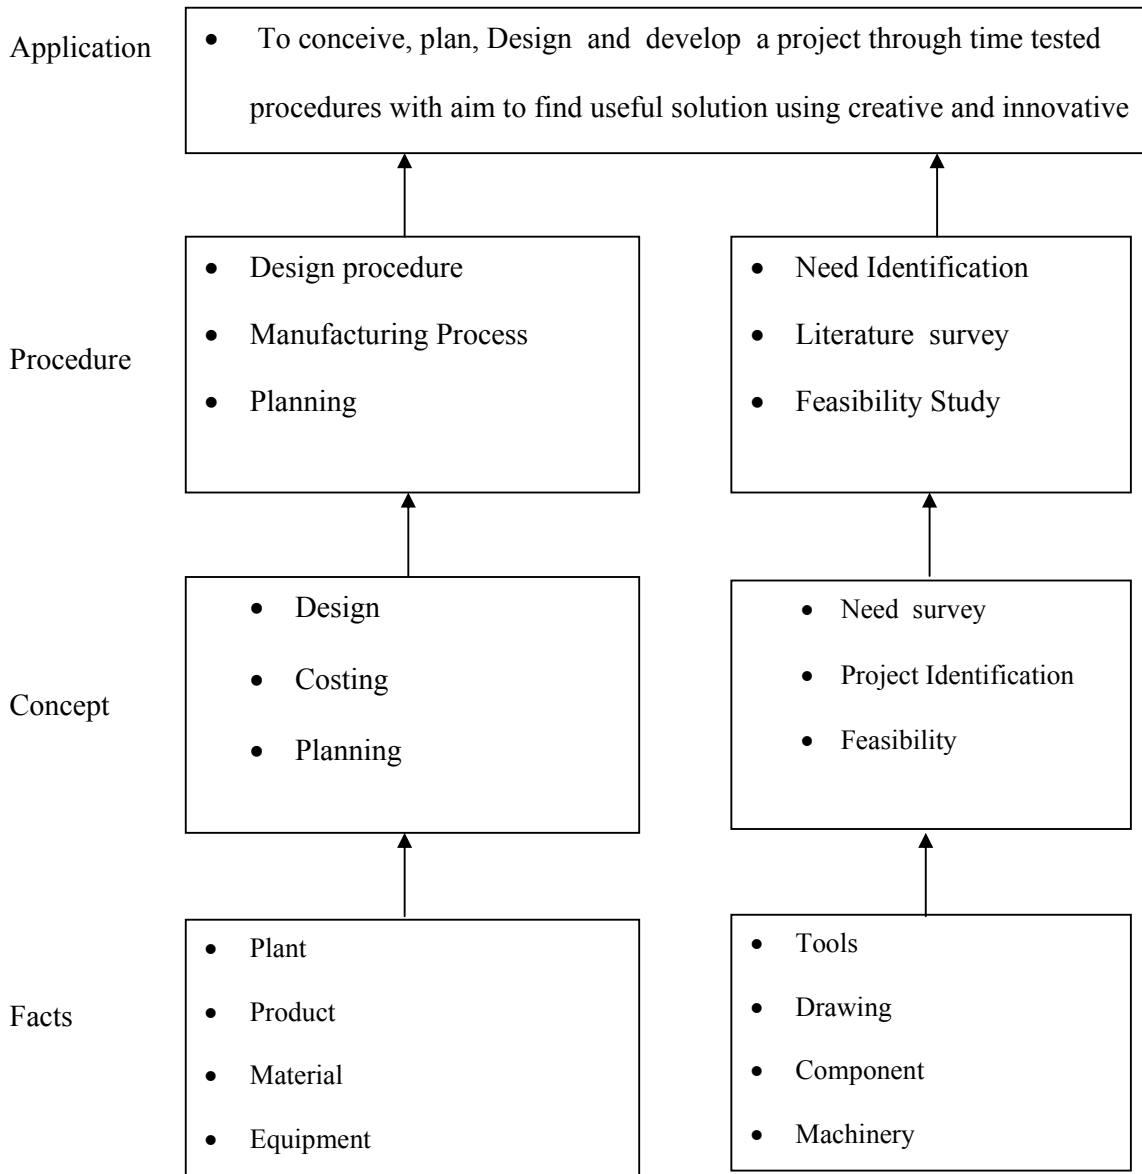 Application
• To conceive, plan, Design and develop a project through time tested
procedures with aim to find useful solution using creative and innovative
Procedure
• Design procedure
• Manufacturing Process
• Planning
• Need Identification
• Literature survey
• Feasibility Study
Concept
• Design
• Costing
• Planning
• Need survey
• Project Identification
• Feasibility
Facts
• Plant
• Product
• Material
• Equipment
• Tools
• Drawing
• Component
• Machinery